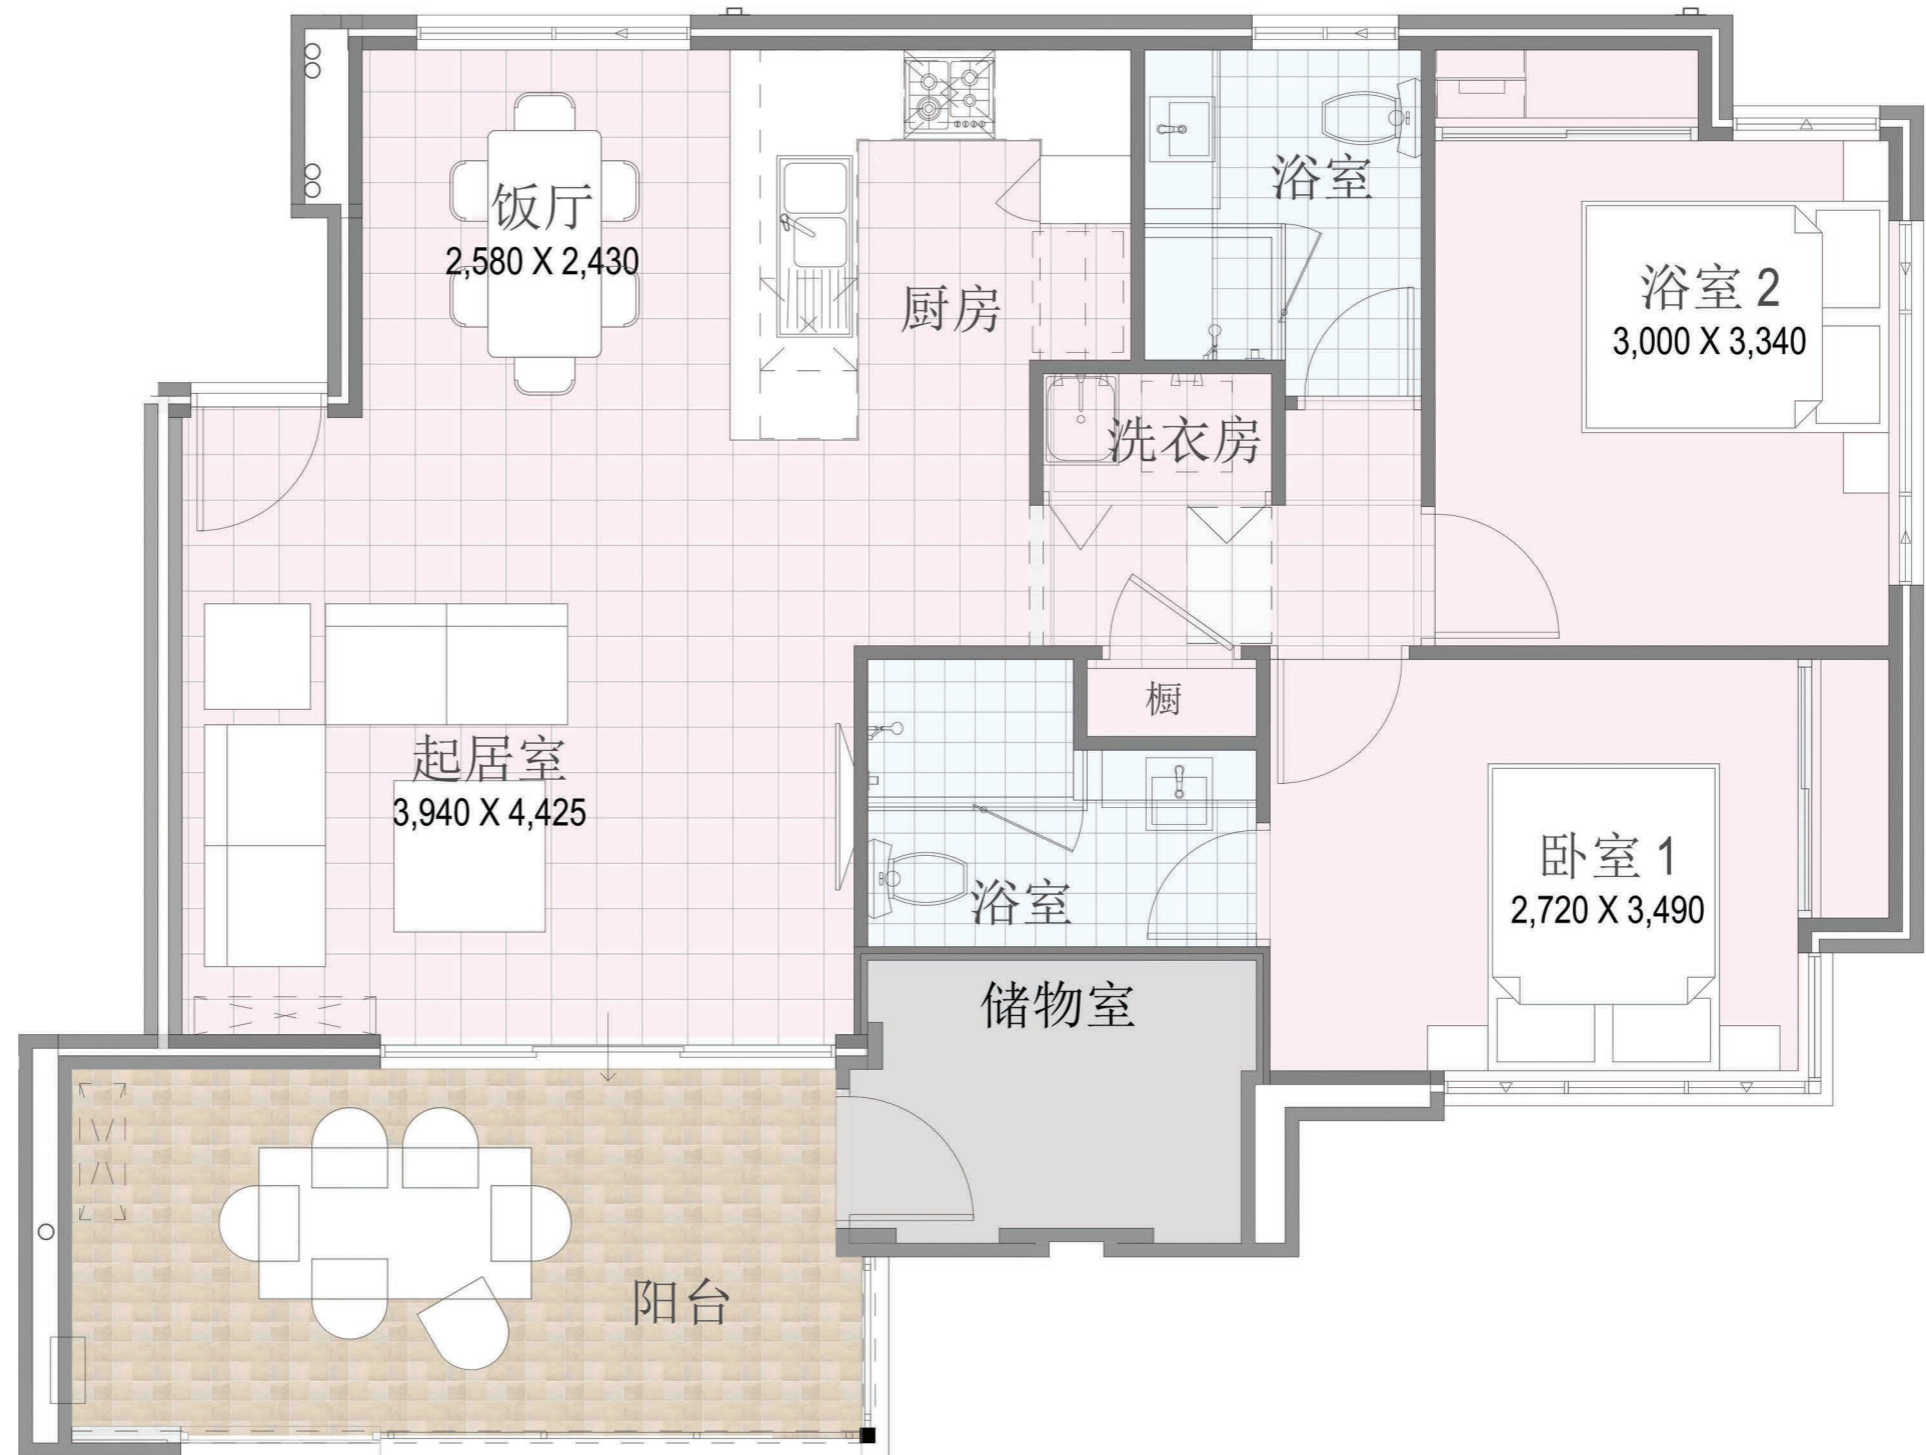 饭厅
2,580 X 2,430
厨房
浴室
浴室 2
3,000 X 3,340
洗衣房
橱
起居室
3,940 X 4,425
浴室
卧室 1
2,720 X 3,490
储物室
阳台